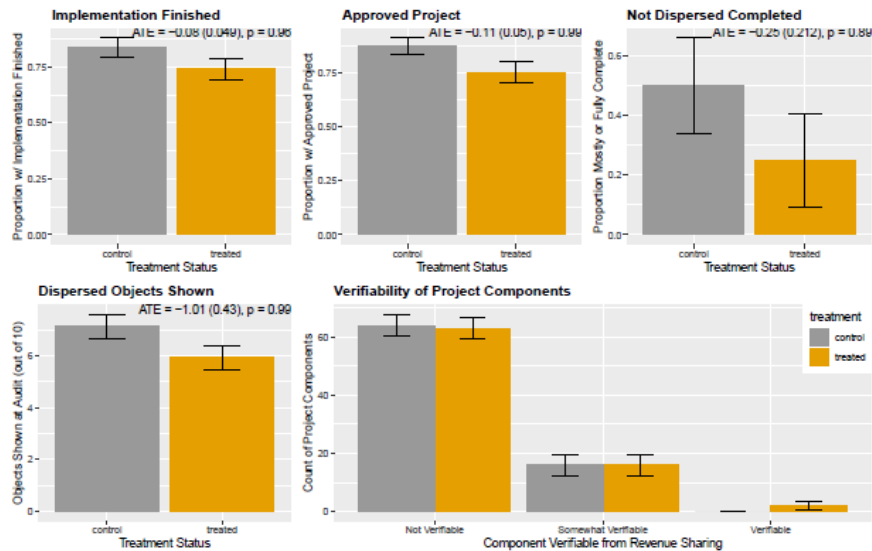 Implementation Finished
ATE = −0.08 (0.049), p = 0.96
Proportion w/ Implementation Finished
0.75
0.50
0.25
0.00
control
treated
Treatment Status
Approved Project
ATE = −0.11 (0.05), p = 0.99
Proportion w/ Approved Project
0.75
0.50
0.25
0.00
control
treated
Treatment Status
Not Dispersed Completed
ATE = −0.25 (0.212), p = 0.89
Proportion Mostly or Fully Complete
0.6
0.4
0.2
0.0
control
treated
Treatment Status
Dispersed Objects Shown
ATE = −1.01 (0.43), p = 0.99
Objects Shown at Audit (out of 10)
6
4
2
0
control
treated
Treatment Status
Verifiability of Project Components
Count of Project Components
60
40
20
0
Not Verifiable
Somewhat Verifiable
Verifiable
Component Verifiable from Revenue Sharing
treatment
control
treated